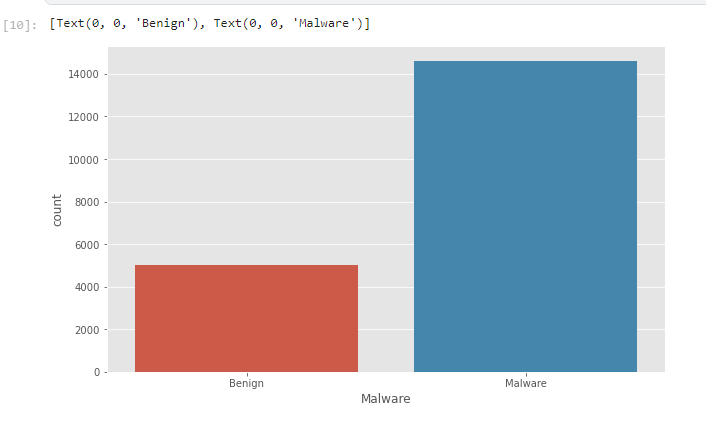 [10]: [Text(0, 0, 'Benign'), Text(0, 0, 'Malware')]
14000
12000
10000
8000
6000
4000
2000
0
count
Benign Malware
Malware